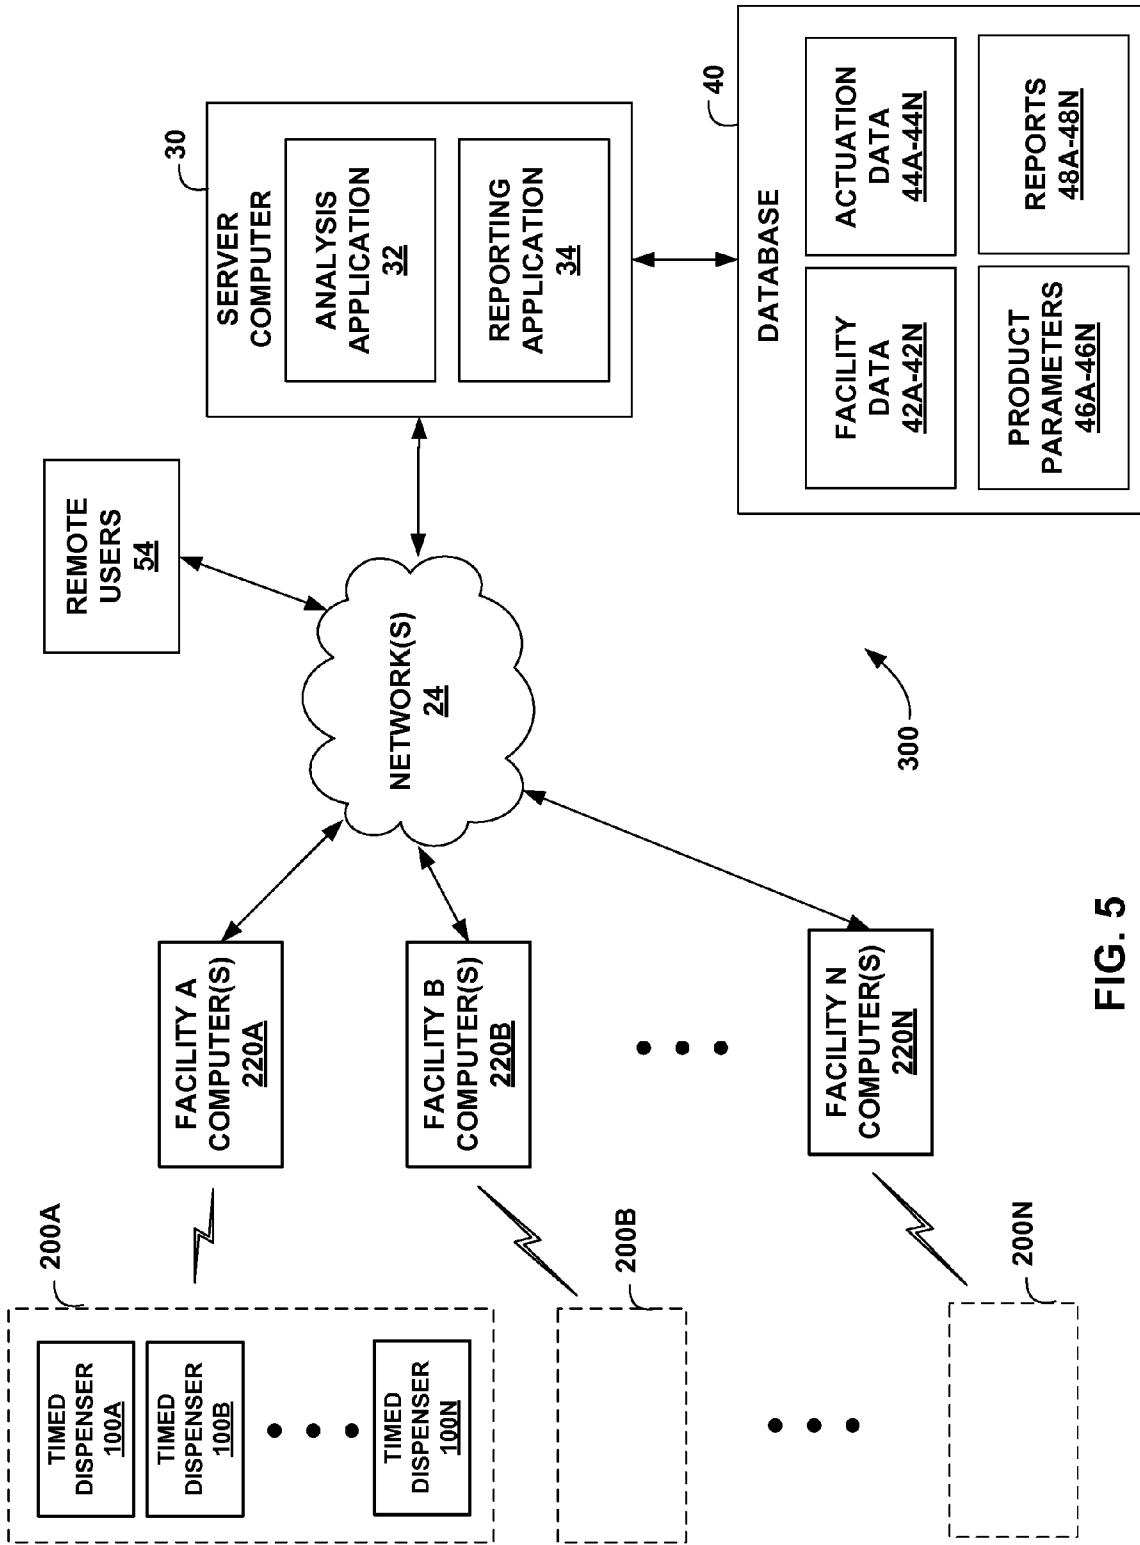 200A
TIMED
DISPENSER
100A
TIMED
DISPENSER
100B
TIMED
DISPENSER
100N
200B
200N
FACILITY A
COMPUTER(S)
220A
FACILITY B
COMPUTER(S)
220B
FACILITY N
COMPUTER(S)
220N
NETWORK(S)
24
REMOTE
USERS
54
30
SERVER
COMPUTER
ANALYSIS
APPLICATION
32
REPORTING
APPLICATION
34
40
DATABASE
FACILITY
DATA
42A-42N
ACTUATION
DATA
44A-44N
PRODUCT
PARAMETERS
46A-46N
REPORTS
48A-48N
300
FIG. 5